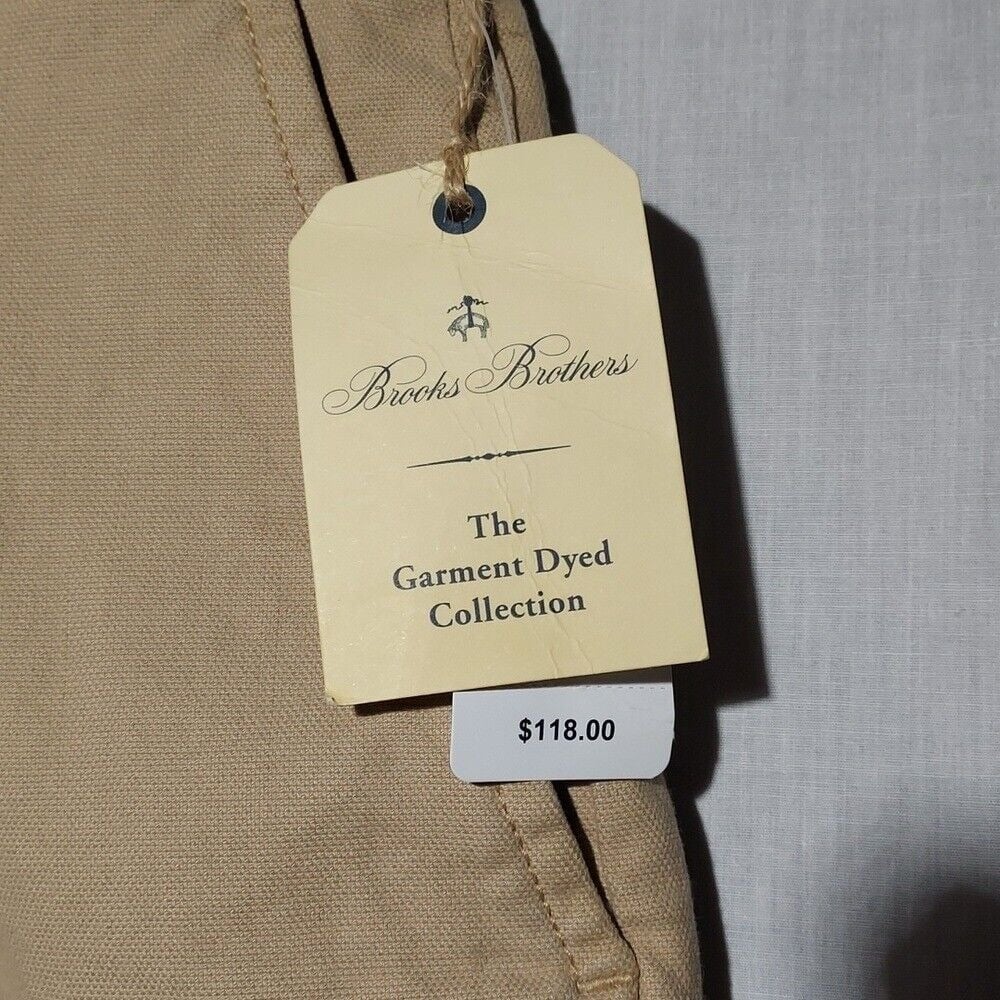 Brooks Brothers
The
Garment Dyed
Collection
$118.00